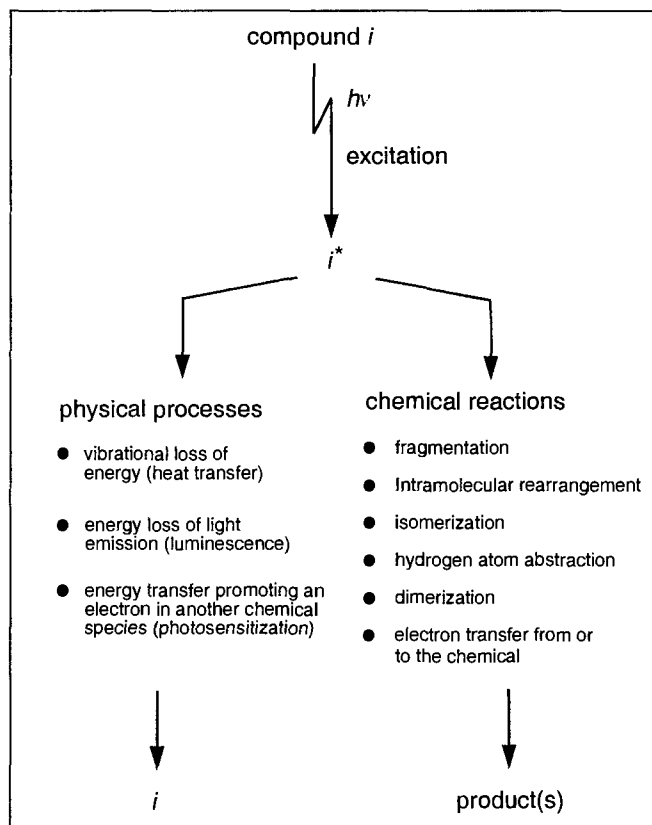 compound i
hν
excitation
i*
physical processes
● vibrational loss of
energy (heat transfer)
● energy loss of light
emission (luminescence)
● energy transfer promoting an
electron in another chemical
species (photosensitization)
i
chemical reactions
● fragmentation
● Intramolecular rearrangement
● isomerization
● hydrogen atom abstraction
● dimerization
● electron transfer from or
to the chemical
product(s)